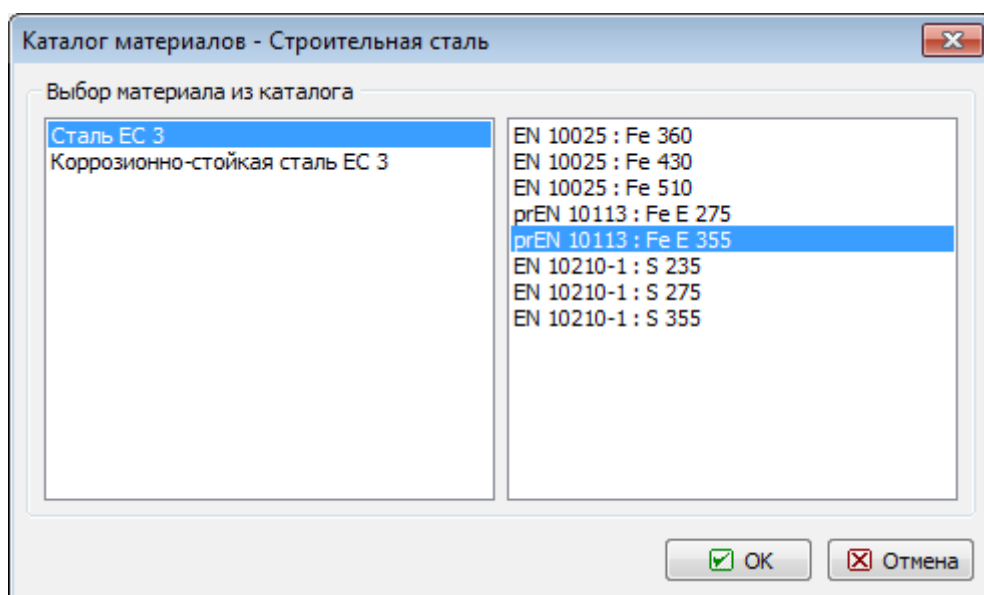 Каталог материалов - Строительная сталь
Выбор материала из каталога
Сталь ЕС 3
Коррозионно-стойкая сталь ЕС 3
EN 10025 : Fe 360
EN 10025 : Fe 430
EN 10025 : Fe 510
prEN 10113 : Fe E 275
prEN 10113 : Fe E 355
EN 10210-1 : S 235
EN 10210-1 : S 275
EN 10210-1 : S 355
OK
Отмена